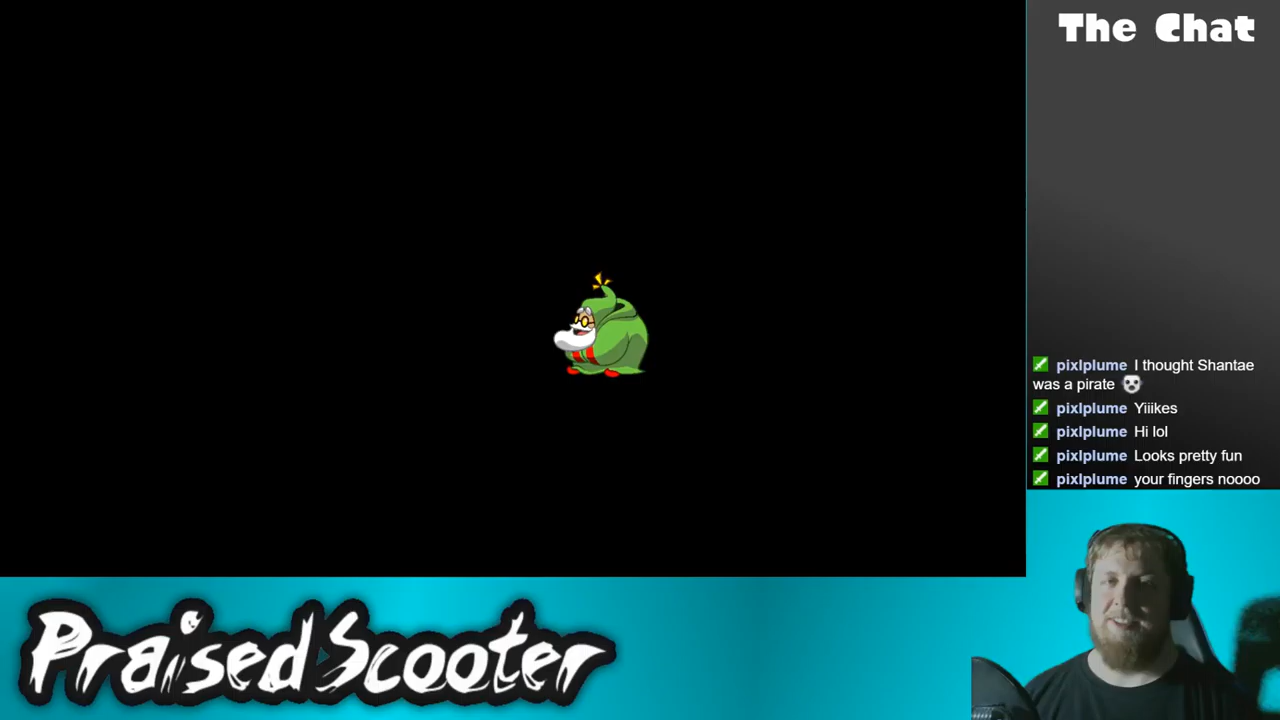 The Chat
pixlplume I thought Shantae
was a pirate
pixlplume Yiiikes
pixlplume Hi lol
pixlplume Looks pretty fun
pixlplume your fingers noooo
PraisedScooter